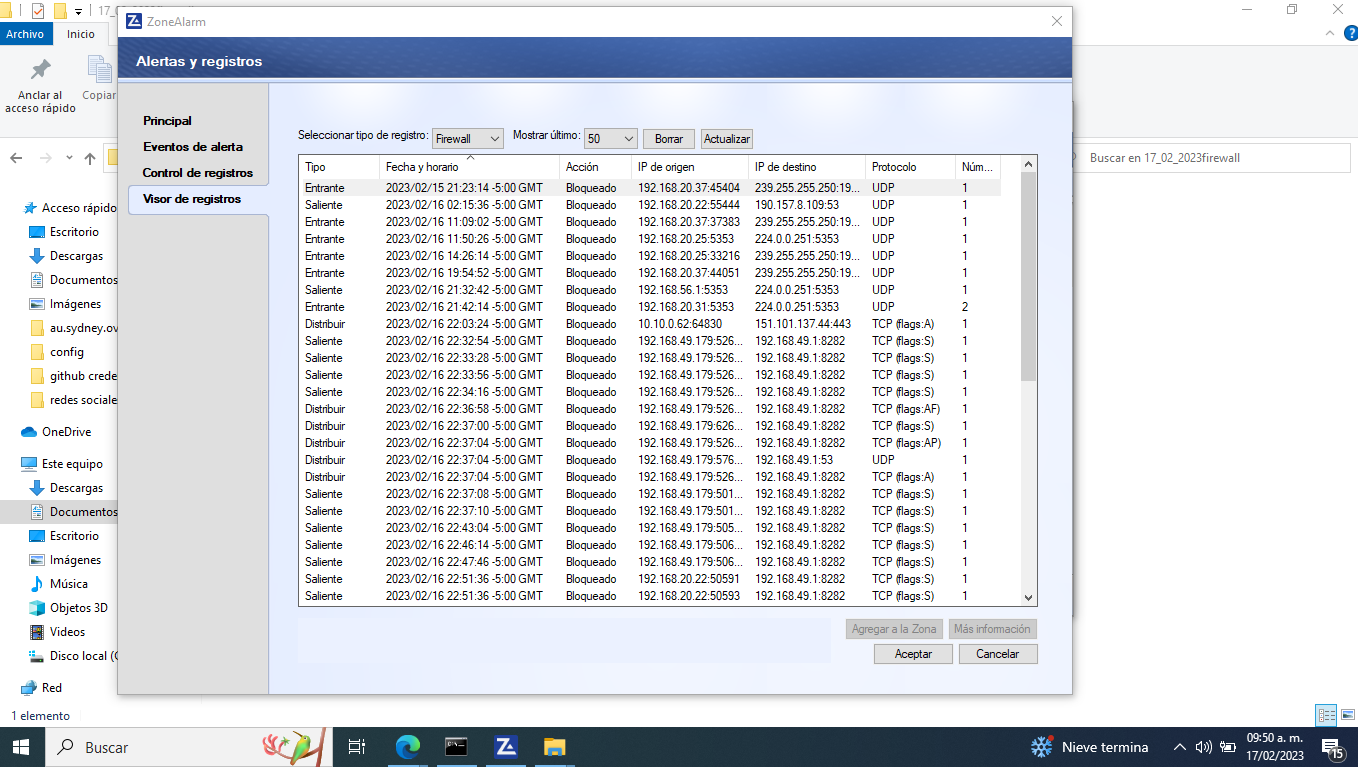 17_0
ZoneAlarm
Archivo
Inicio
Anclar al
acceso rápido
Copiar
Alertas y registros
Principal
Eventos de alerta
Control de registros
Visor de registros
Seleccionar tipo de registro: Firewall Mostrar último: 50 Borrar Actualizar
Buscar en 17_02_2023firewall
Tipo Fecha y horario Acción IP de origen IP de destino Protocolo Núm...
Entrante 2023/02/15 21:23:14 -5:00 GMT Bloqueado 192.168.20.37:45404 239.255.255.250:19... UDP 1
Saliente 2023/02/16 02:15:36 -5:00 GMT Bloqueado 192.168.20.22:55444 190.157.8.109:53 UDP 1
Entrante 2023/02/16 11:09:02 -5:00 GMT Bloqueado 192.168.20.37:37383 239.255.255.250:19... UDP 1
Entrante 2023/02/16 11:50:26 -5:00 GMT Bloqueado 192.168.20.25:5353 224.0.0.251:5353 UDP 1
Entrante 2023/02/16 14:26:14 -5:00 GMT Bloqueado 192.168.20.25:33216 239.255.255.250:19... UDP 1
Entrante 2023/02/16 19:54:52 -5:00 GMT Bloqueado 192.168.20.37:44051 239.255.255.250:19... UDP 1
Saliente 2023/02/16 21:32:42 -5:00 GMT Bloqueado 192.168.56.1:5353 224.0.0.251:5353 UDP 1
Entrante 2023/02/16 21:42:14 -5:00 GMT Bloqueado 192.168.20.31:5353 224.0.0.251:5353 UDP 2
Distribuir 2023/02/16 22:03:24 -5:00 GMT Bloqueado 10.10.0.62:64830 151.101.137.44:443 TCP (flags:A) 1
Saliente 2023/02/16 22:32:54 -5:00 GMT Bloqueado 192.168.49.179:526... 192.168.49.1:8282 TCP (flags:S) 1
Saliente 2023/02/16 22:33:28 -5:00 GMT Bloqueado 192.168.49.179:526... 192.168.49.1:8282 TCP (flags:S) 1
Saliente 2023/02/16 22:33:56 -5:00 GMT Bloqueado 192.168.49.179:526... 192.168.49.1:8282 TCP (flags:S) 1
Saliente 2023/02/16 22:34:16 -5:00 GMT Bloqueado 192.168.49.179:526... 192.168.49.1:8282 TCP (flags:S) 1
Distribuir 2023/02/16 22:36:58 -5:00 GMT Bloqueado 192.168.49.179:526... 192.168.49.1:8282 TCP (flags:AF) 1
Distribuir 2023/02/16 22:37:00 -5:00 GMT Bloqueado 192.168.49.179:626... 192.168.49.1:8282 TCP (flags:S) 1
Distribuir 2023/02/16 22:37:04 -5:00 GMT Bloqueado 192.168.49.179:526... 192.168.49.1:8282 TCP (flags:AP) 1
Distribuir 2023/02/16 22:37:04 -5:00 GMT Bloqueado 192.168.49.179:576... 192.168.49.1:53 UDP 1
Distribuir 2023/02/16 22:37:04 -5:00 GMT Bloqueado 192.168.49.179:526... 192.168.49.1:8282 TCP (flags:A) 1
Saliente 2023/02/16 22:37:08 -5:00 GMT Bloqueado 192.168.49.179:501... 192.168.49.1:8282 TCP (flags:S) 1
Saliente 2023/02/16 22:37:10 -5:00 GMT Bloqueado 192.168.49.179:501... 192.168.49.1:8282 TCP (flags:S) 1
Saliente 2023/02/16 22:43:04 -5:00 GMT Bloqueado 192.168.49.179:505... 192.168.49.1:8282 TCP (flags:S) 1
Saliente 2023/02/16 22:46:14 -5:00 GMT Bloqueado 192.168.49.179:506... 192.168.49.1:8282 TCP (flags:S) 1
Saliente 2023/02/16 22:47:46 -5:00 GMT Bloqueado 192.168.49.179:506... 192.168.49.1:8282 TCP (flags:S) 1
Saliente 2023/02/16 22:51:36 -5:00 GMT Bloqueado 192.168.20.22:50591 192.168.49.1:8282 TCP (flags:S) 1
Saliente 2023/02/16 22:51:36 -5:00 GMT Bloqueado 192.168.20.22:50593 192.168.49.1:8282 TCP (flags:S) 1
Agregar a la Zona Más información
Aceptar Cancelar
Acceso rápido
Escritorio
Descargas
Documentos
Imágenes
au.sydney.ov
config
github crede
redes sociale
OneDrive
Este equipo
Descargas
Documentos
Escritorio
Imágenes
Música
Objetos 3D
Videos
Disco local (
Red
1 elemento
Buscar
Nieve termina
09:50 a. m.
17/02/2023
15